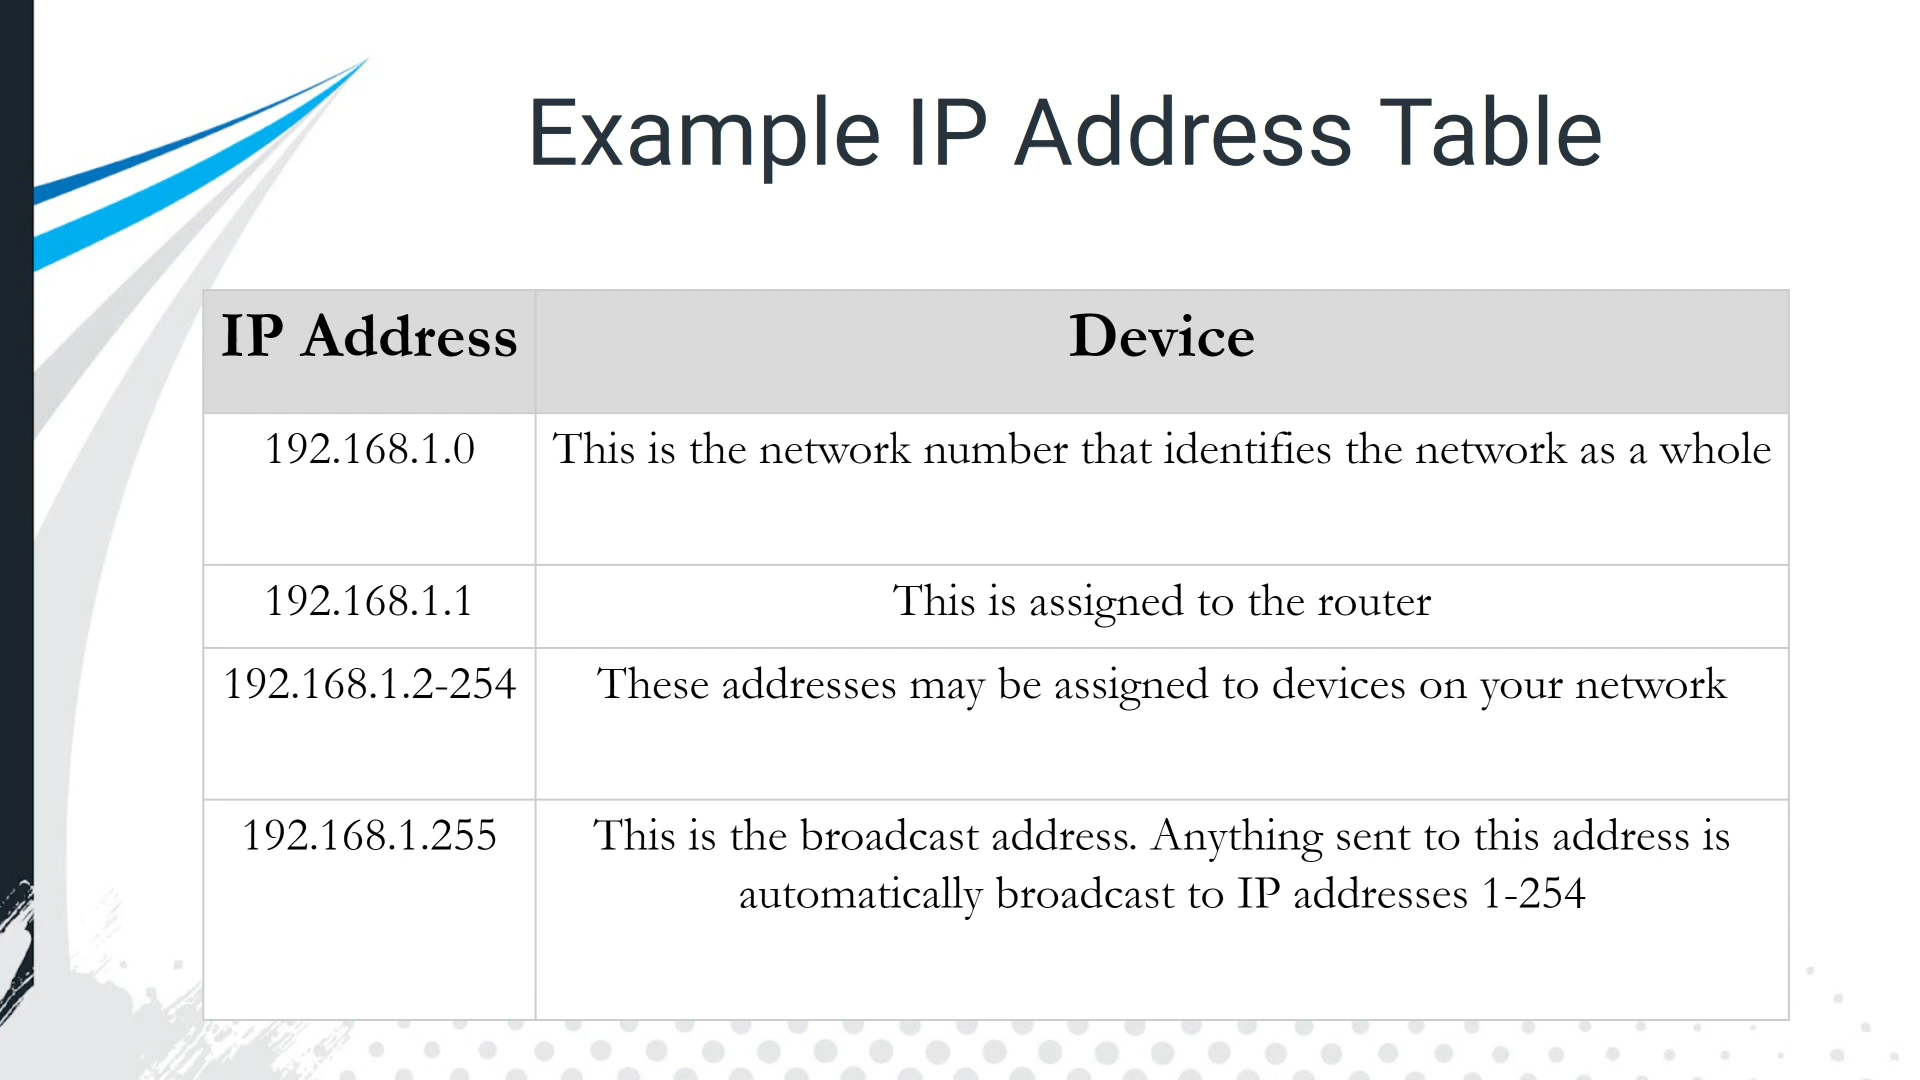 Example IP Address Table
IP Address
Device
192.168.1.0
This is the network number that identifies the network as a whole
192.168.1.1
This is assigned to the router
192.168.1.2-254
These addresses may be assigned to devices on your network
192.168.1.255
This is the broadcast address. Anything sent to this address is
automatically broadcast to IP addresses 1-254